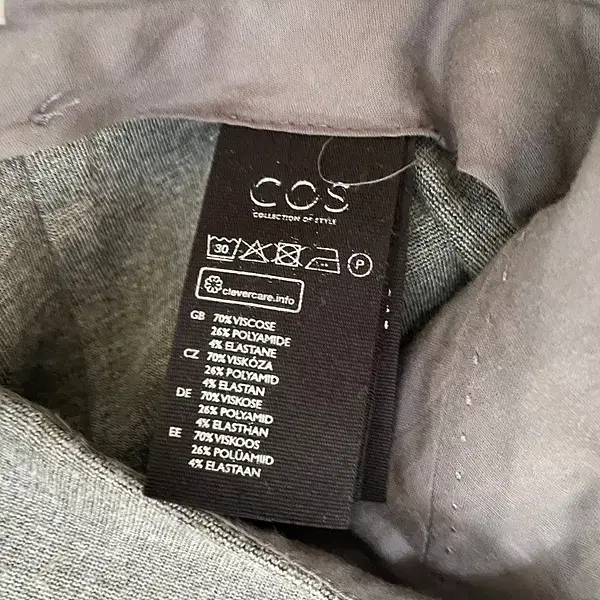 COS
COLLECTION OF STYLE
30
P
clevercare.info
GB 70% VISCOSE
26% POLYAMIDE
4% ELASTANE
CZ 70% VISKÓZA
26% POLYAMID
4% ELASTAN
DE 70% VISKOSE
26% POLYAMID
4% ELASTHAN
EE 70% VISKOOS
26% POLÜAMIID
4% ELASTAAN